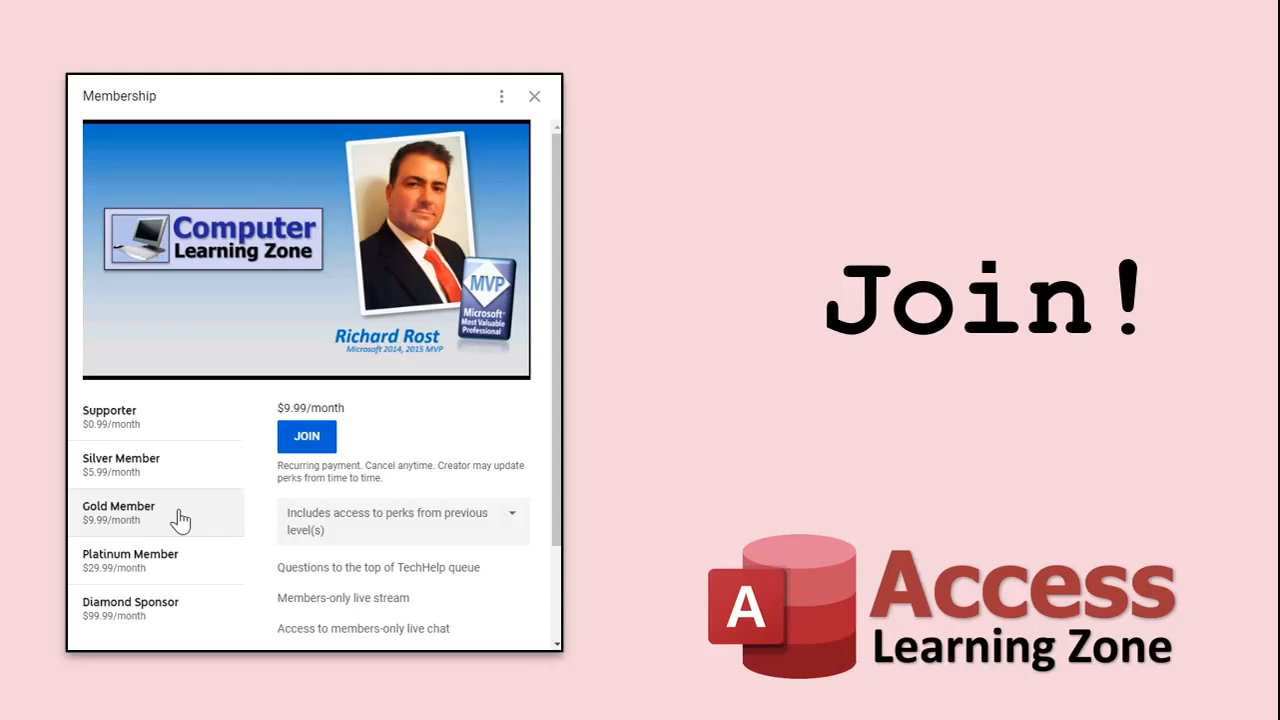 Membership
Computer
Learning Zone
MVP
Microsoft
Most Valuable
Professional
Richard Rost
Microsoft 2014, 2015 MVP
Supporter
$0.99/month
Silver Member
$5.99/month
Gold Member
$9.99/month
Platinum Member
$29.99/month
Diamond Sponsor
$99.99/month
$9.99/month
JOIN
Recurring payment. Cancel anytime. Creator may update
perks from time to time.
Includes access to perks from previous
level(s)
Questions to the top of TechHelp queue
Members-only live stream
Access to members-only live chat
Join!
A
Access
Learning Zone